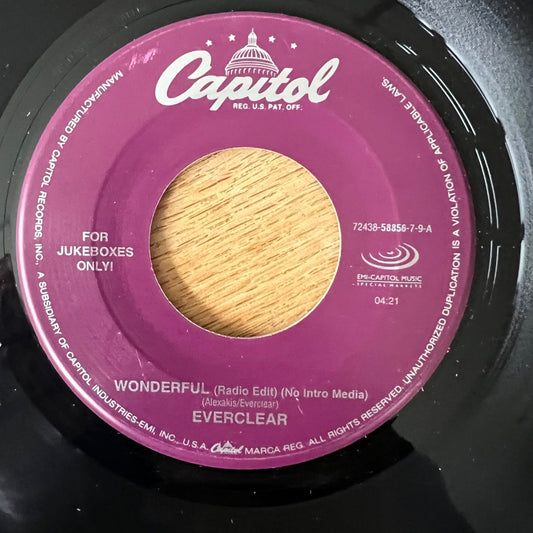 Capitol
REG. U.S. PAT. OFF.
FOR
JUKEBOXES
ONLY!
72438-58856-7-9-A
EMI-CAPITOL MUSIC
SPECIAL MARKETS
04:21
WONDERFUL (Radio Edit) (No Intro Media)
(Alexakis/Everclear)
EVERCLEAR
MANUFACTURED BY CAPITOL RECORDS, INC., A SUBSIDIARY OF CAPITOL INDUSTRIES-EMI, INC., U.S.A. Capitol MARCA REG. ALL RIGHTS RESERVED. UNAUTHORIZED DUPLICATION IS A VIOLATION OF APPLICABLE LAWS.